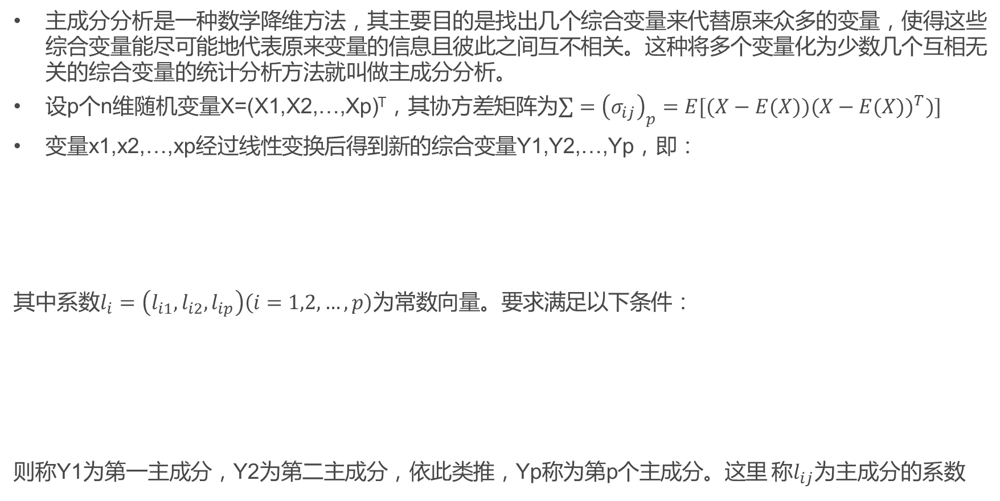 • 主成分分析是一种数学降维方法，其主要目的是找出几个综合变量来代替原来众多的变量，使得这些
综合变量能尽可能地代表原来变量的信息且彼此之间互不相关。这种将多个变量化为少数几个互相无
关的综合变量的统计分析方法就叫做主成分分析。
• 设p个n维随机变量X=(X1,X2,…,Xp)ᵀ，其协方差矩阵为∑ = (σ_{ij})_p = E[(X − E(X))(X − E(X))^T)]
• 变量x1,x2,…,xp经过线性变换后得到新的综合变量Y1,Y2,…,Yp，即：
其中系数l_i = (l_{i1}, l_{i2}, l_{ip})(i = 1,2, … , p)为常数向量。要求满足以下条件：
则称Y1为第一主成分，Y2为第二主成分，依此类推，Yp称为第p个主成分。这里 称l_{ij}为主成分的系数